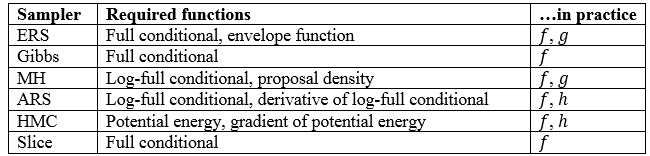 Sampler Required functions …in practice
ERS Full conditional, envelope function f, g
Gibbs Full conditional f
MH Log-full conditional, proposal density f, g
ARS Log-full conditional, derivative of log-full conditional f, h
HMC Potential energy, gradient of potential energy f, h
Slice Full conditional f